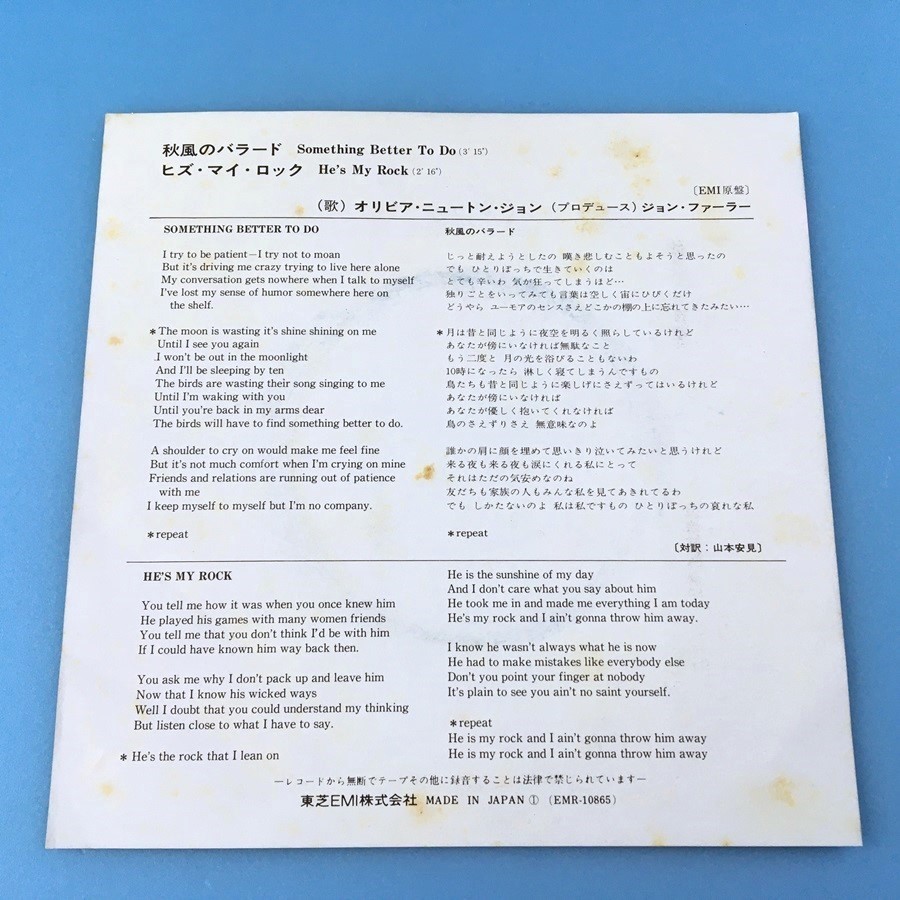 秋風のバラード Something Better To Do (3' 15")
ヒズ・マイ・ロック He's My Rock (2' 16")
〔EMI原盤〕
（歌）オリビア・ニュートン・ジョン（プロデュース）ジョン・ファーラー
SOMETHING BETTER TO DO
I try to be patient—I try not to moan
But it's driving me crazy trying to live here alone
My conversation gets nowhere when I talk to myself
I've lost my sense of humor somewhere here on
the shelf.
*The moon is wasting it's shine shining on me
Until I see you again
I won't be out in the moonlight
And I'll be sleeping by ten
The birds are wasting their song singing to me
Until I'm waking with you
Until you're back in my arms dear
The birds will have to find something better to do.
A shoulder to cry on would make me feel fine
But it's not much comfort when I'm crying on mine
Friends and relations are running out of patience
with me
I keep myself to myself but I'm no company.
*repeat
秋風のバラード
じっと耐えようとしたの 嘆き悲しむこともよそうと思ったの
でも ひとりぼっちで生きていくのは
とても辛いわ 気が狂ってしまうほど…
独りごとをいってみても言葉は空しく宙にひびくだけ
どうやら ユーモアのセンスさえどこかの棚の上に忘れてきたみたい…
*月は昔と同じように夜空を明るく照らしているけれど
あなたが傍にいなければ無駄なこと
もう二度と 月の光を浴びることもないわ
10時になったら 淋しく寝てしまうんですもの
鳥たちも昔と同じように楽しげにさえずってはいるけれど
あなたが傍にいなければ
あなたが優しく抱いてくれなければ
鳥のさえずりさえ 無意味なのよ
誰かの肩に顔を埋めて思いきり泣いてみたいと思うけれど
来る夜も来る夜も涙にくれる私にとって
それはただの気安めなのね
友だちも家族の人もみんな私を見てあきれてるわ
でも しかたないのよ 私は私ですもの ひとりぼっちの哀れな私
*repeat
〔対訳：山本安見〕
HE'S MY ROCK
You tell me how it was when you once knew him
He played his games with many women friends
You tell me that you don't think I'd be with him
If I could have known him way back then.
You ask me why I don't pack up and leave him
Now that I know his wicked ways
Well I doubt that you could understand my thinking
But listen close to what I have to say.
* He's the rock that I lean on
He is the sunshine of my day
And I don't care what you say about him
He took me in and made me everything I am today
He's my rock and I ain't gonna throw him away.
I know he wasn't always what he is now
He had to make mistakes like everybody else
Don't you point your finger at nobody
It's plain to see you ain't no saint yourself.
*repeat
He is my rock and I ain't gonna throw him away
He is my rock and I ain't gonna throw him away
—レコードから無断でテープその他に録音することは法律で禁じられています—
東芝EMI株式会社 MADE IN JAPAN ① (EMR-10865)